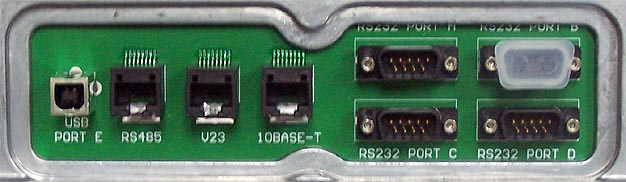 RS232 PORT A
RS232 PORT B
USB
PORT E
RS485
V23
10BASE-T
RS232 PORT C
RS232 PORT D